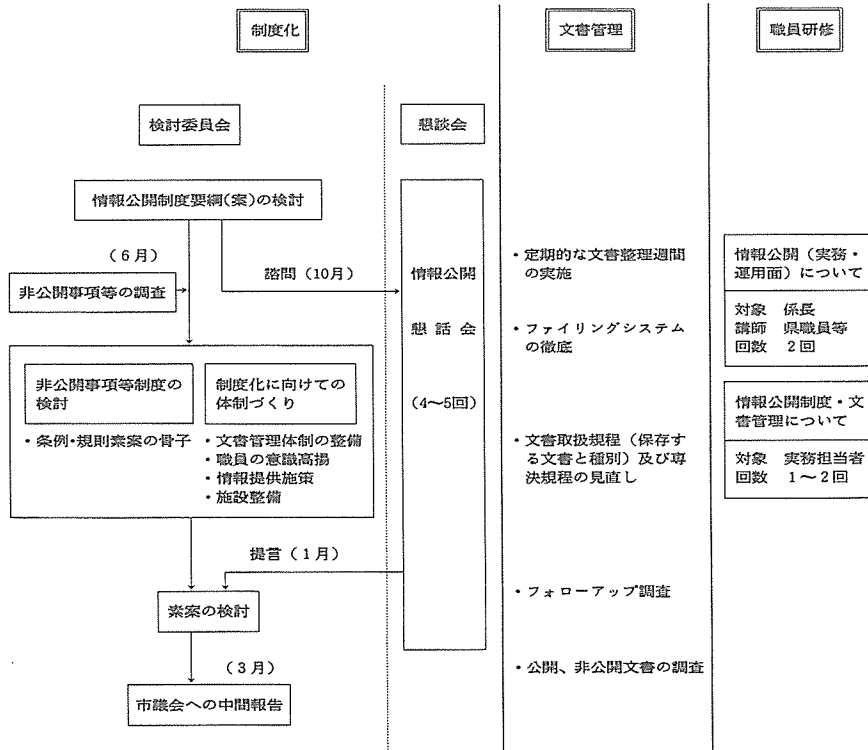 制度化
検討委員会
懇談会
情報公開制度要綱(案)の検討
(6月)
諮問(10月)
非公開事項等の調査
情報公開
懇話会
(4~5回)
非公開事項等制度の
検討
・条例・規則素案の骨子
制度化に向けての
体制づくり
・文書管理体制の整備
・職員の意識高揚
・情報提供施策
・施設整備
提言(1月)
素案の検討
(3月)
市議会への中間報告
文書管理
・定期的な文書整理週間
の実施
・ファイリングシステム
の徹底
・文書取扱規程(保存す
る文書と種別)及び専
決規程の見直し
・フォローアップ調査
・公開、非公開文書の調査
職員研修
情報公開(実務・
運用面)について
対象 係長
講師 県職員等
回数 2回
情報公開制度・文
書管理について
対象 実務担当者
回数 1~2回